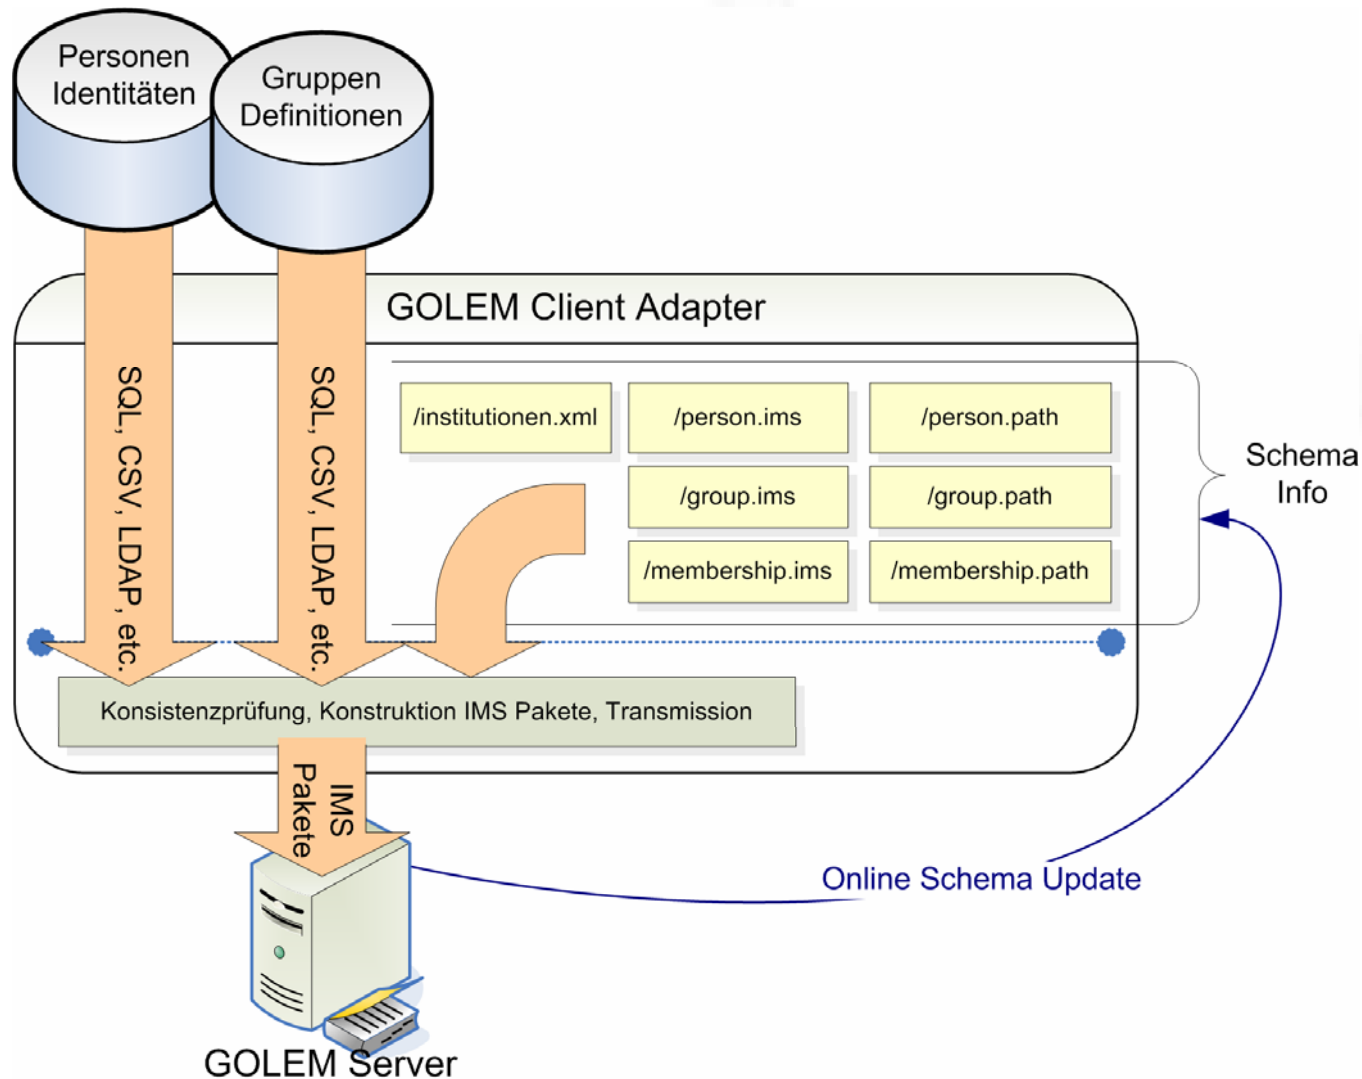 Personen
Identitäten
Gruppen
Definitionen
GOLEM Client Adapter
SQL, CSV, LDAP , etc.
SQL, CSV, LDAP , etc.
/institutionen.xml
/person.ims
/person.path
/group.ims
/group.path
/membership.ims
/membership.path
Schema
Info
Konsistenzprüfung, Konstruktion IMS Pakete, Transmission
IMS
Pakete
Online Schema Update
GOLEM Server